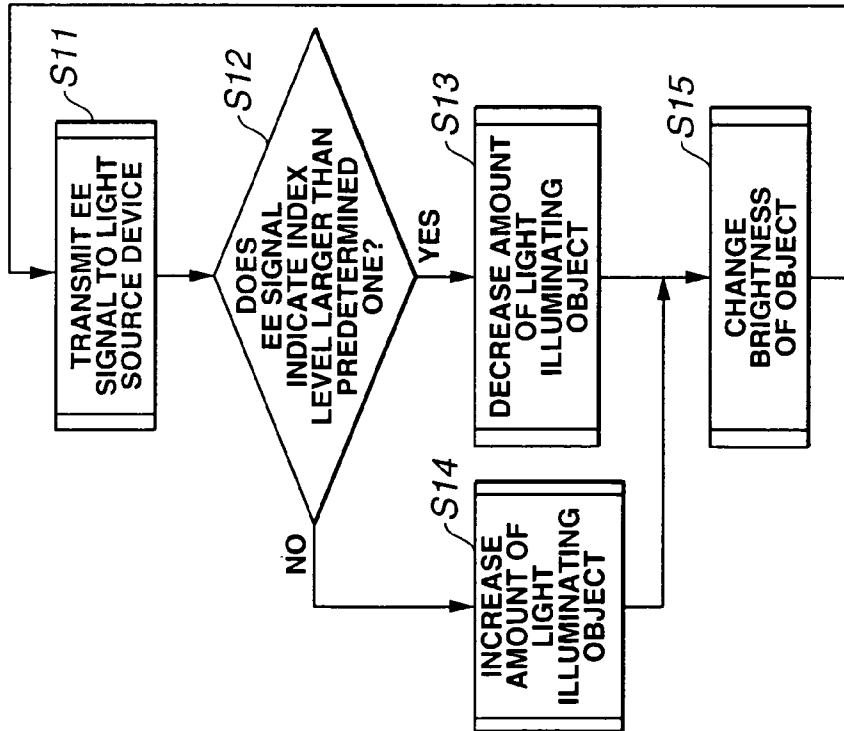 S11
TRANSMIT EE
SIGNAL TO LIGHT
SOURCE DEVICE
S12
DOES
EE SIGNAL
INDICATE INDEX
LEVEL LARGER THAN
PREDETERMINED
ONE?
NO
YES
S14
INCREASE
AMOUNT OF
LIGHT
ILLUMINATING
OBJECT
S13
DECREASE AMOUNT
OF LIGHT
ILLUMINATING
OBJECT
S15
CHANGE
BRIGHTNESS
OF OBJECT